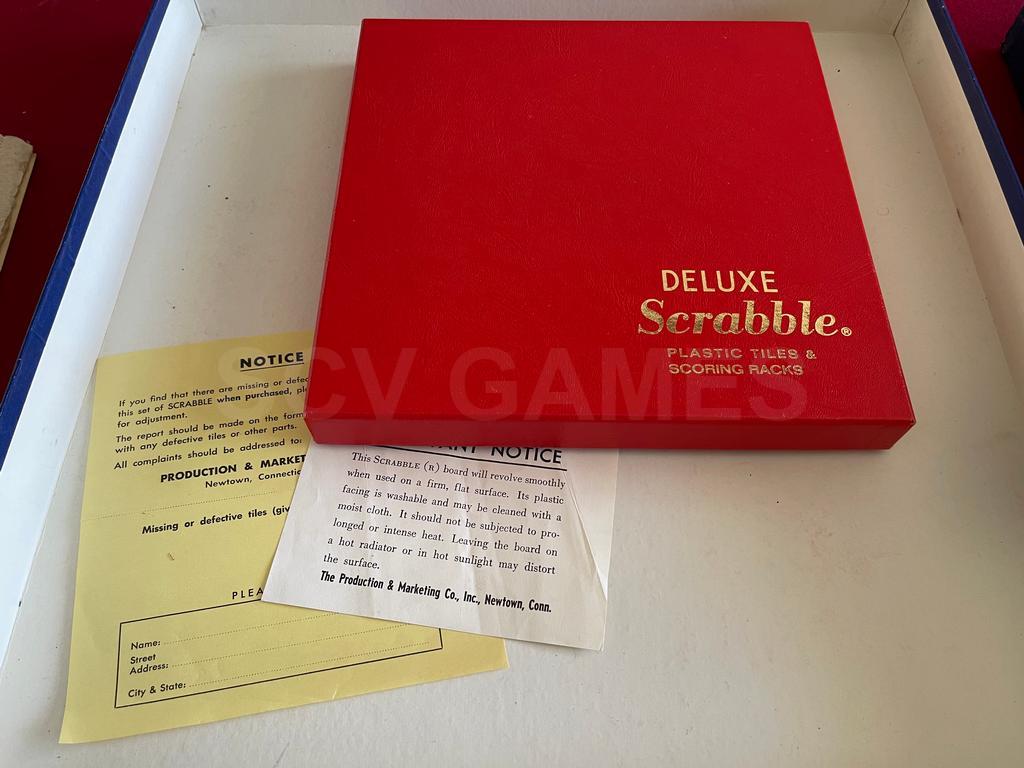 DELUXE
Scrabble®
PLASTIC TILES &
SCORING RACKS
SCV GAMES
NOTICE
If you find that there are missing or
this set of SCRABBLE when purchased,
for adjustment.
The report should be made on the form
with any defective tiles or other parts.
All complaints should be addressed to:
PRODUCTION &
Newtown,
Missing or defective tiles
Name:
Street
Address:
City & State:
NOTICE
This SCRABBLE (R) board will revolve smoothly
when used on a firm, flat surface. Its plastic
facing is washable and may be cleaned with a
moist cloth. It should not be subjected to pro-
longed or intense heat. Leaving the board on
a hot radiator or in hot sunlight may distort
the surface.
The Production & Marketing Co., Inc., Newtown, Conn.